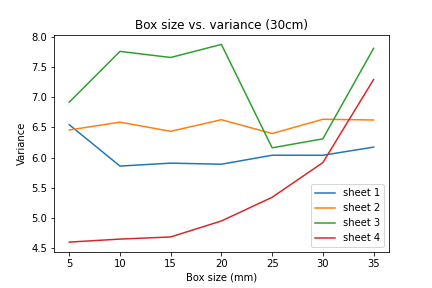 Box size vs. variance (30cm)
8.0
7.5
7.0
6.5
6.0
5.5
5.0
4.5
Variance
5 10 15 20 25 30 35
Box size (mm)
sheet 1
sheet 2
sheet 3
sheet 4